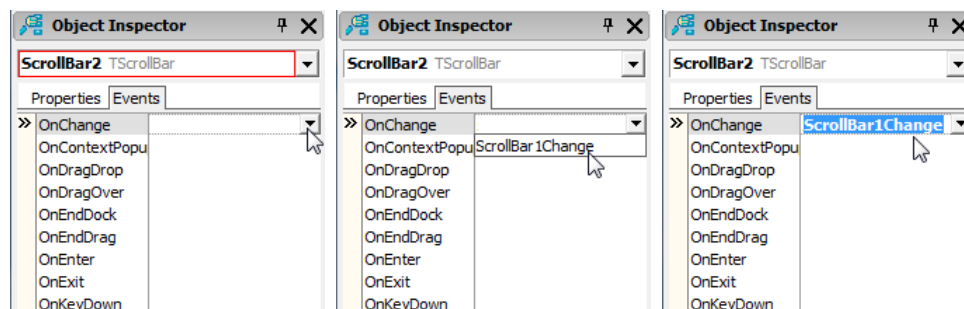 Object Inspector
ScrollBar2 TScrollBar
Properties Events
OnChange
OnContextPopu
OnDragDrop
OnDragOver
OnEndDock
OnEndDrag
OnEnter
OnExit
OnKeyDown
Object Inspector
ScrollBar2 TScrollBar
Properties Events
OnChange
OnContextPopu ScrollBar1Change
OnDragDrop
OnDragOver
OnEndDock
OnEndDrag
OnEnter
OnExit
OnKeyDown
Object Inspector
ScrollBar2 TScrollBar
Properties Events
OnChange ScrollBar1Change
OnContextPopu
OnDragDrop
OnDragOver
OnEndDock
OnEndDrag
OnEnter
OnExit
OnKeyDown